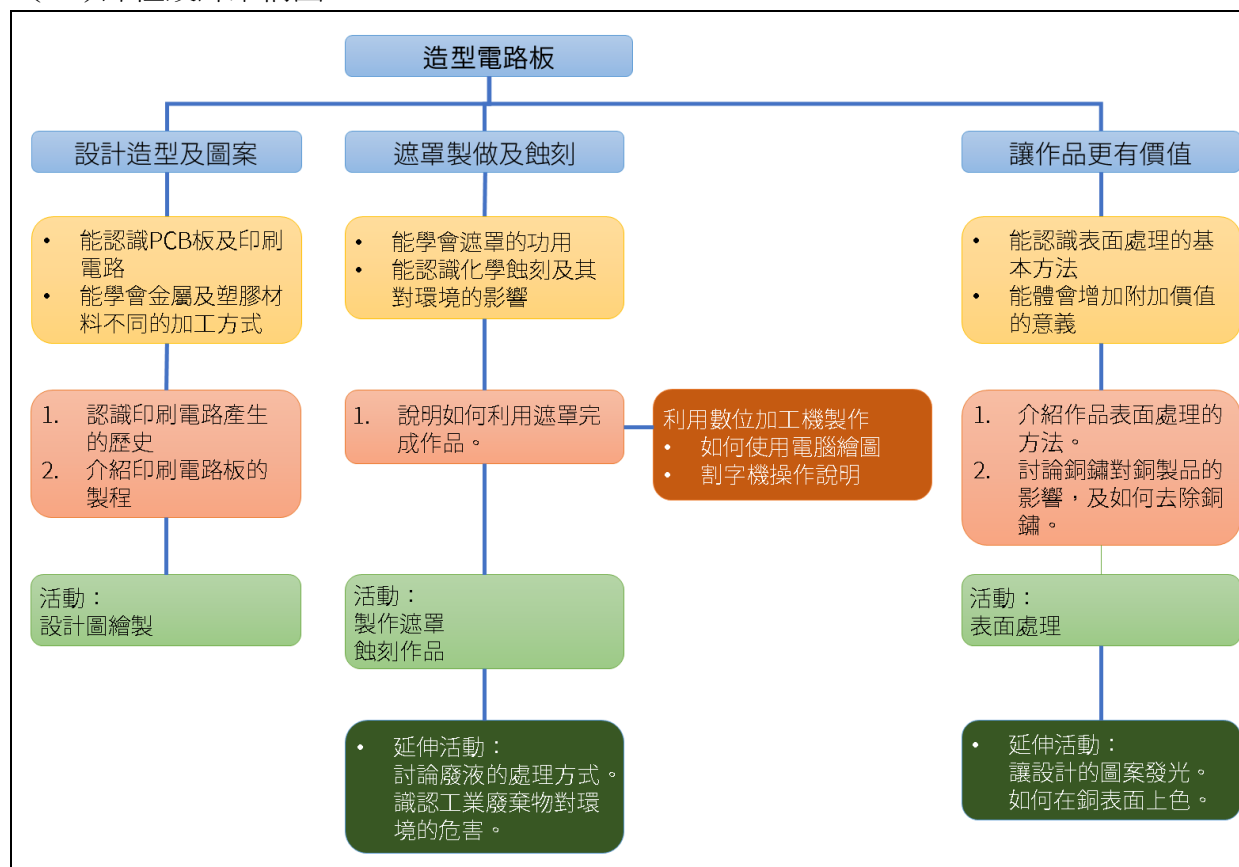 造型電路板
設計造型及圖案
遮罩製做及蝕刻
讓作品更有價值
• 能認識PCB板及印刷
電路
• 能學會金屬及塑膠材
料不同的加工方式
• 能學會遮罩的功用
• 能認識化學蝕刻及其
對環境的影響
• 能認識表面處理的基
本方法
• 能體會增加附加價值
的意義
1. 認識印刷電路產生
的歷史
2. 介紹印刷電路板的
製程
1. 說明如何利用遮罩完
成作品。
利用數位加工機製作
• 如何使用電腦繪圖
• 割字機操作說明
1. 介紹作品表面處理的
方法。
2. 討論銅鏽對銅製品的
影響，及如何去除銅
鏽。
活動：
設計圖繪製
活動：
製作遮罩
蝕刻作品
活動：
表面處理
• 延伸活動：
討論廢液的處理方式。
識認工業廢棄物對環
境的危害。
• 延伸活動：
讓設計的圖案發光。
如何在銅表面上色。